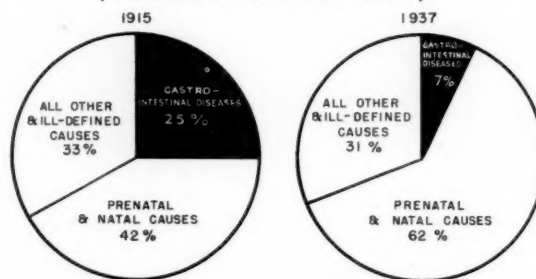 1915
GASTRO-
INTESTINAL DISEASES
25 %
ALL OTHER
& ILL-DEFINED
CAUSES
33 %
PRENATAL
& NATAL CAUSES
42 %
1937
GASTRO-
INTESTINAL
DISEASES
7%
ALL OTHER
& ILL-DEFINED
CAUSES
31 %
PRENATAL
& NATAL CAUSES
62 %